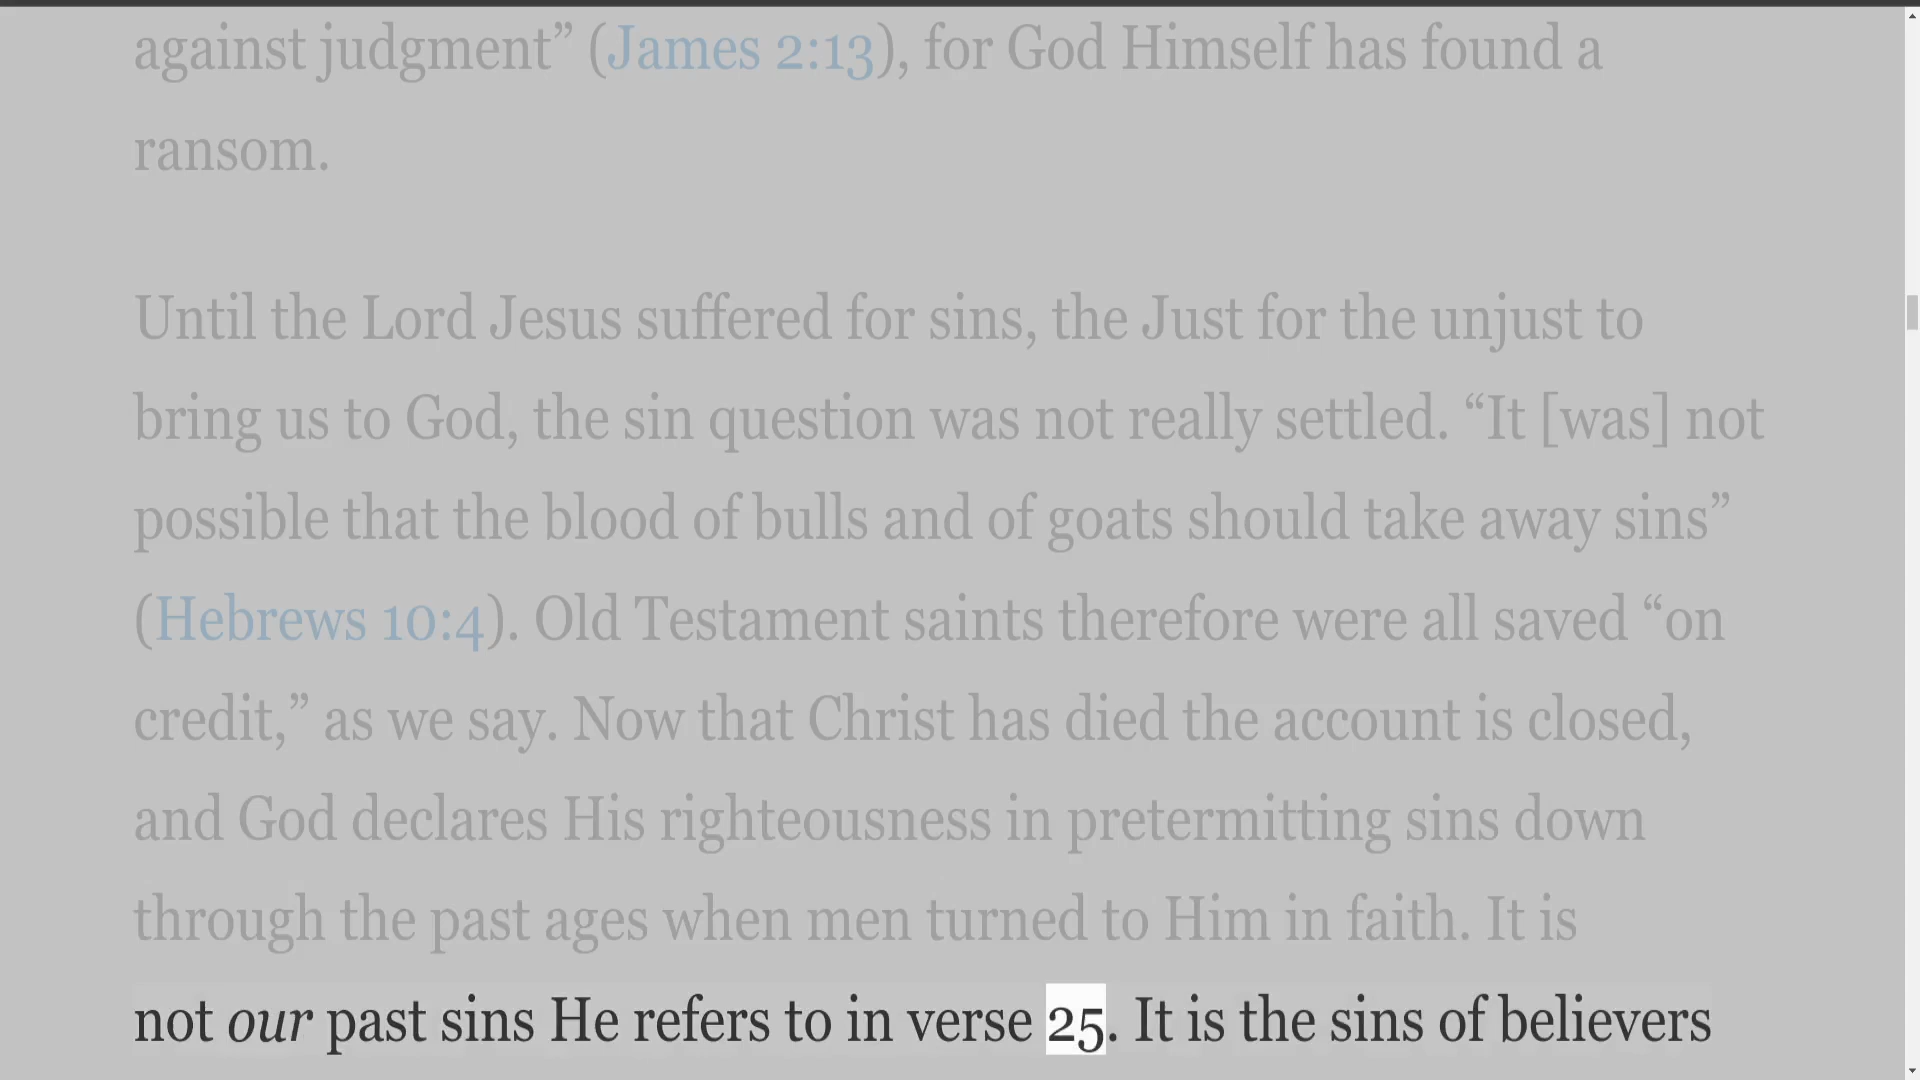 against judgment” (James 2:13), for God Himself has found a
ransom.
Until the Lord Jesus suffered for sins, the Just for the unjust to
bring us to God, the sin question was not really settled. “It [was] not
possible that the blood of bulls and of goats should take away sins”
(Hebrews 10:4). Old Testament saints therefore were all saved “on
credit,” as we say. Now that Christ has died the account is closed,
and God declares His righteousness in pretermitting sins down
through the past ages when men turned to Him in faith. It is
not our past sins He refers to in verse 25. It is the sins of believers